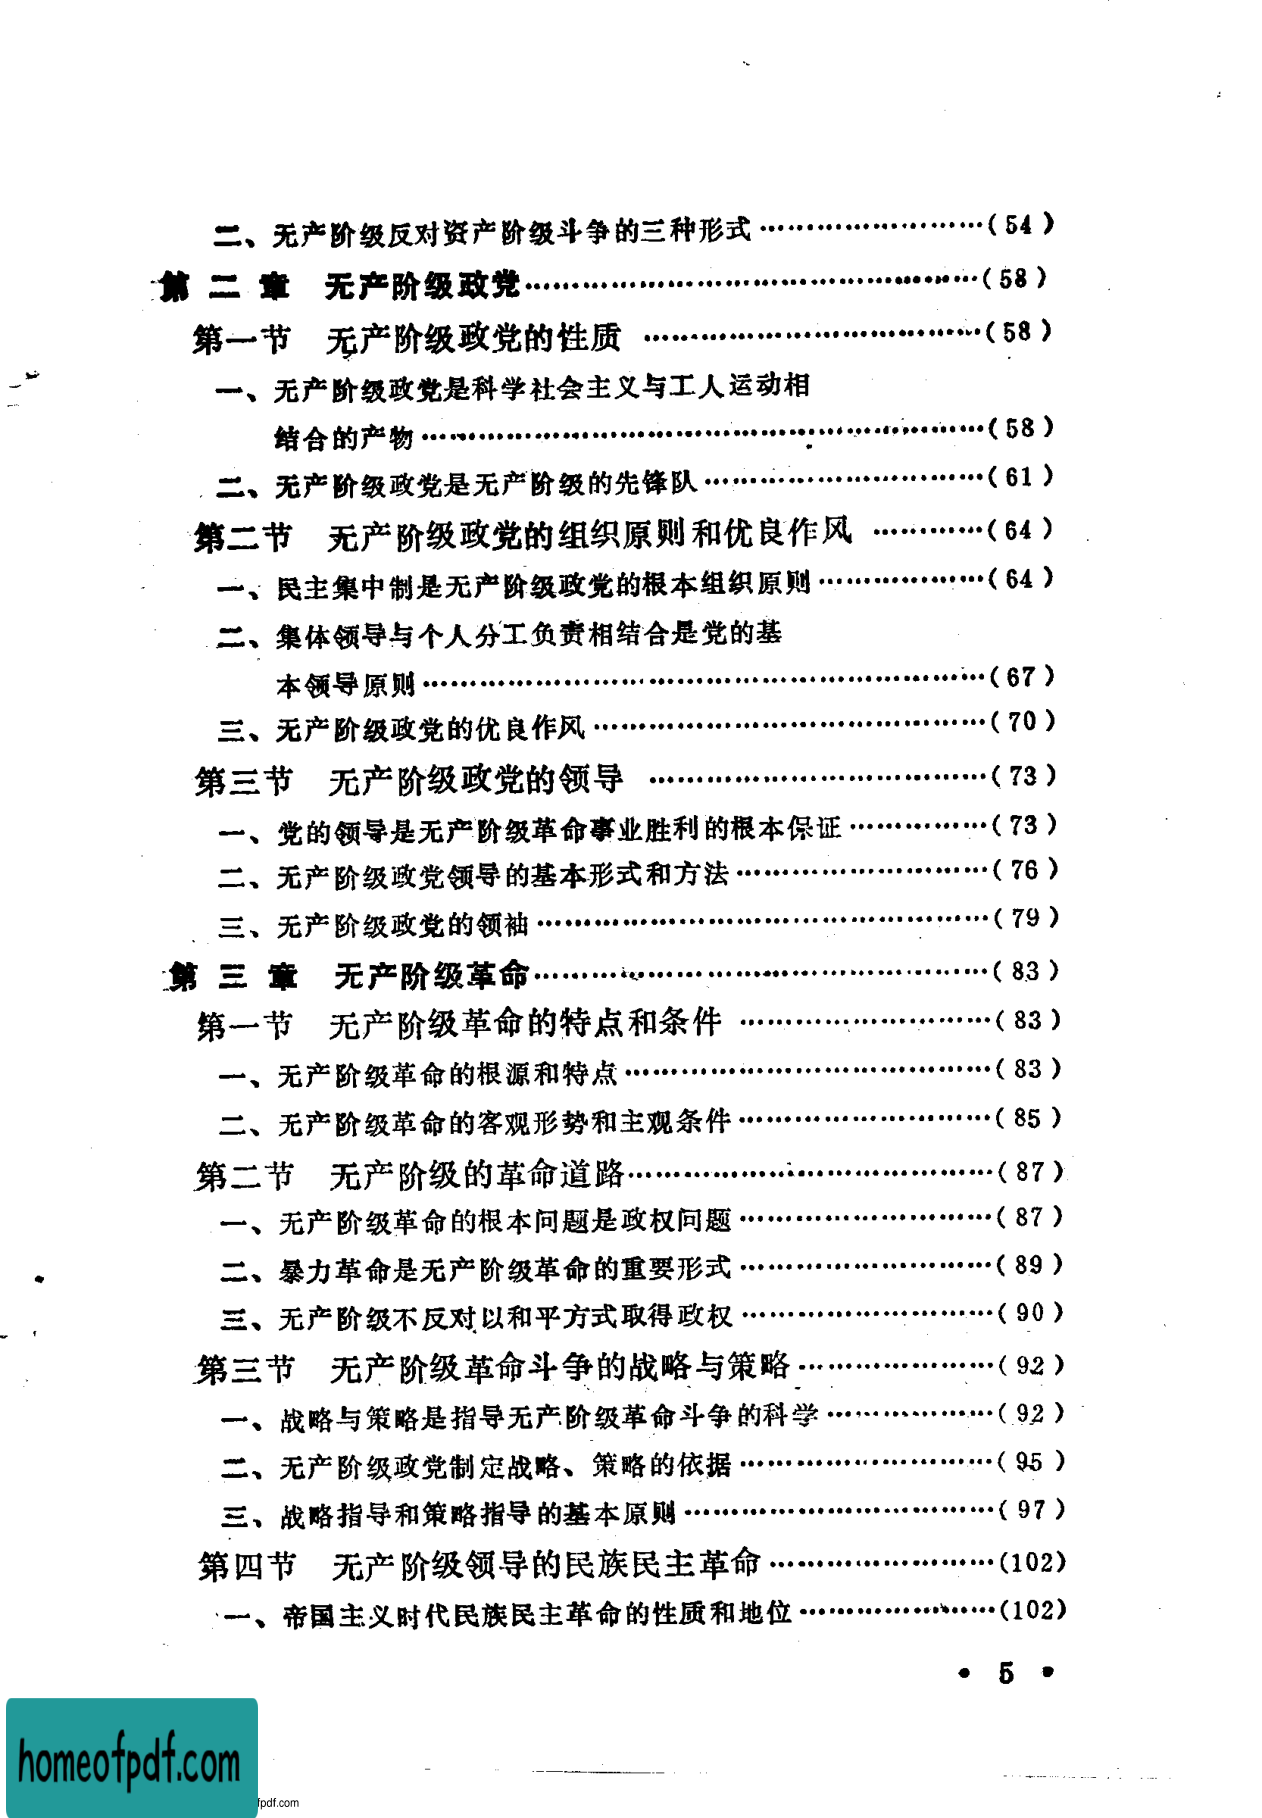 二、无产阶级反对资产阶级斗争的三种形式……………………(54)
第二章 无产阶级政党……………………………………(58)
第一节 无产阶级政党的性质 ……………………………(58)
一、无产阶级政党是科学社会主义与工人运动相
结合的产物………………………………………………(58)
二、无产阶级政党是无产阶级的先锋队………………………(61)
第二节 无产阶级政党的组织原则和优良作风 …………(64)
一、民主集中制是无产阶级政党的根本组织原则………………(64)
二、集体领导与个人分工负责相结合是党的基
本领导原则………………………………………………(67)
三、无产阶级政党的优良作风…………………………………(70)
第三节 无产阶级政党的领导 ……………………………(73)
一、党的领导是无产阶级革命事业胜利的根本保证……………(73)
二、无产阶级政党领导的基本形式和方法……………………(76)
三、无产阶级政党的领袖………………………………………(79)
第三章 无产阶级革命……………………………………(83)
第一节 无产阶级革命的特点和条件 ……………………(83)
一、无产阶级革命的根源和特点………………………………(83)
二、无产阶级革命的客观形势和主观条件……………………(85)
第二节 无产阶级的革命道路………………………………(87)
一、无产阶级革命的根本问题是政权问题……………………(87)
二、暴力革命是无产阶级革命的重要形式……………………(89)
三、无产阶级不反对以和平方式取得政权……………………(90)
第三节 无产阶级革命斗争的战略与策略…………………(92)
一、战略与策略是指导无产阶级革命斗争的科学………………(92)
二、无产阶级政党制定战略、策略的依据……………………(95)
三、战略指导和策略指导的基本原则…………………………(97)
第四节 无产阶级领导的民族民主革命……………………(102)
一、帝国主义时代民族民主革命的性质和地位…………………(102)
• 5 •
homeofpdf.com
fpdf.com